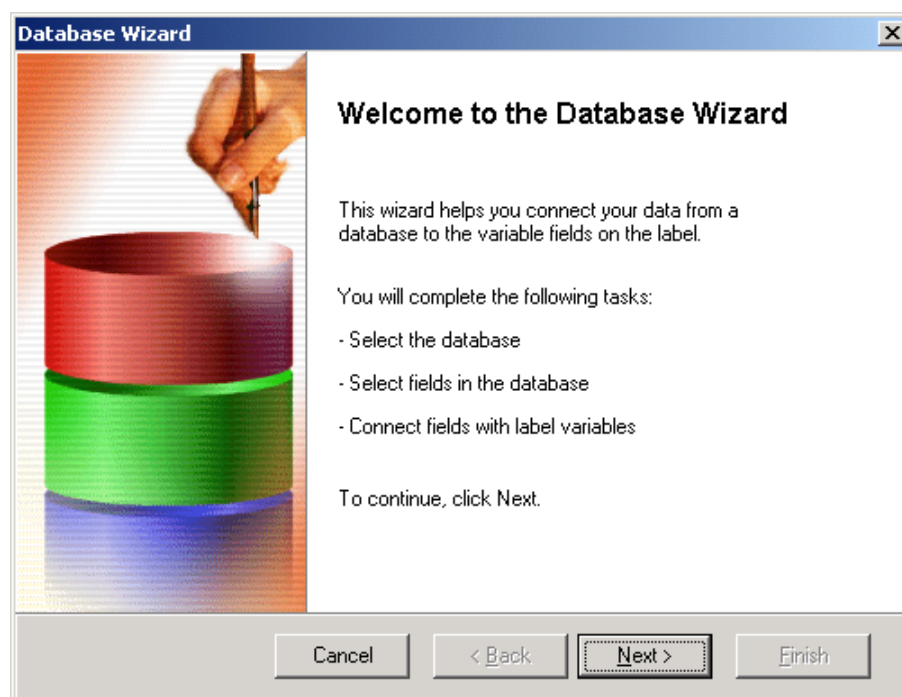 Database Wizard
Welcome to the Database Wizard
This wizard helps you connect your data from a
database to the variable fields on the label.
You will complete the following tasks:
- Select the database
- Select fields in the database
- Connect fields with label variables
To continue, click Next.
Cancel < Back Next > Finish